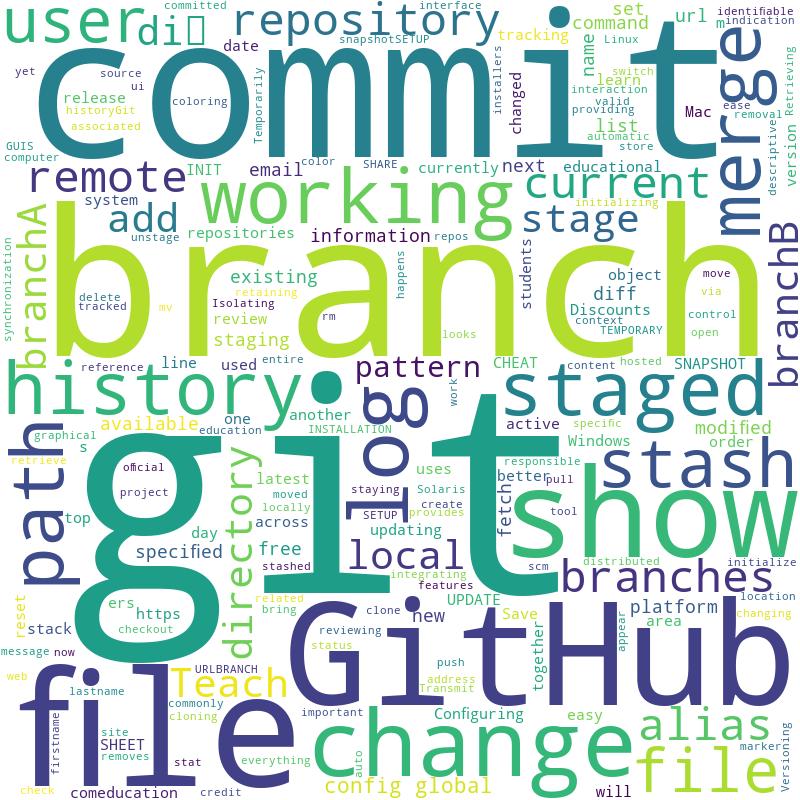 user
di
repository
committed
interface
snapshotSETUP
tracking
command
set
url
identifiable
m
indication
yet
source
ui
date
commit
name
Linux
learn
switch
interaction
valid
providing
list
automatic
store
merge
ease
removal
descriptive
version
Retrieving
release
historyGit
associated
coloring
Temporarily
installers
changed
Mac
GUIS
computer
remote
INIT
email
color
SHARE
currently
next
educational
system
working
current
initializing
branchA
add
unstage
repositories
information
repos
stage
branchB
synchronization
branch
existing
happens
students
object
move
diff
via
delete
tracked
mv
Isolating
retaining
review
rm
Discounts
context
control
TEMPORARY
open
staging
looks
reference
line
used
entire
pattern
CHEAT
content
hosted
SNAPSHOT
history
one
another
work
staged
available
education
INSTALLATION
log
active
specific
modified
graphical
s
Windows
order
retrieve
official
git
path
project
directory
latest
moved
locally
staying
uses
Solaris
responsible
better
pull
stash
top
day
across
SETUP
create
provides
fetch
tool
show
updating
specified
free
stashed
local
scm
distributed
integrating
features
branches
initialize
related
bring
reset
ers
https
checkout
stack
UPDATE
location
clone
new
Save
platform
area
changing
message
now
reviewing
status
GitHub
together
appear
URLBRANCH
push
address
Transmit
web
file
lastname
Teach
commonly
cloning
important
Configuring
easy
alias
firstname
site
SHEET
removes
stat
everything
change
marker
Versioning
auto
config global
file
check
comeducation
credit
will